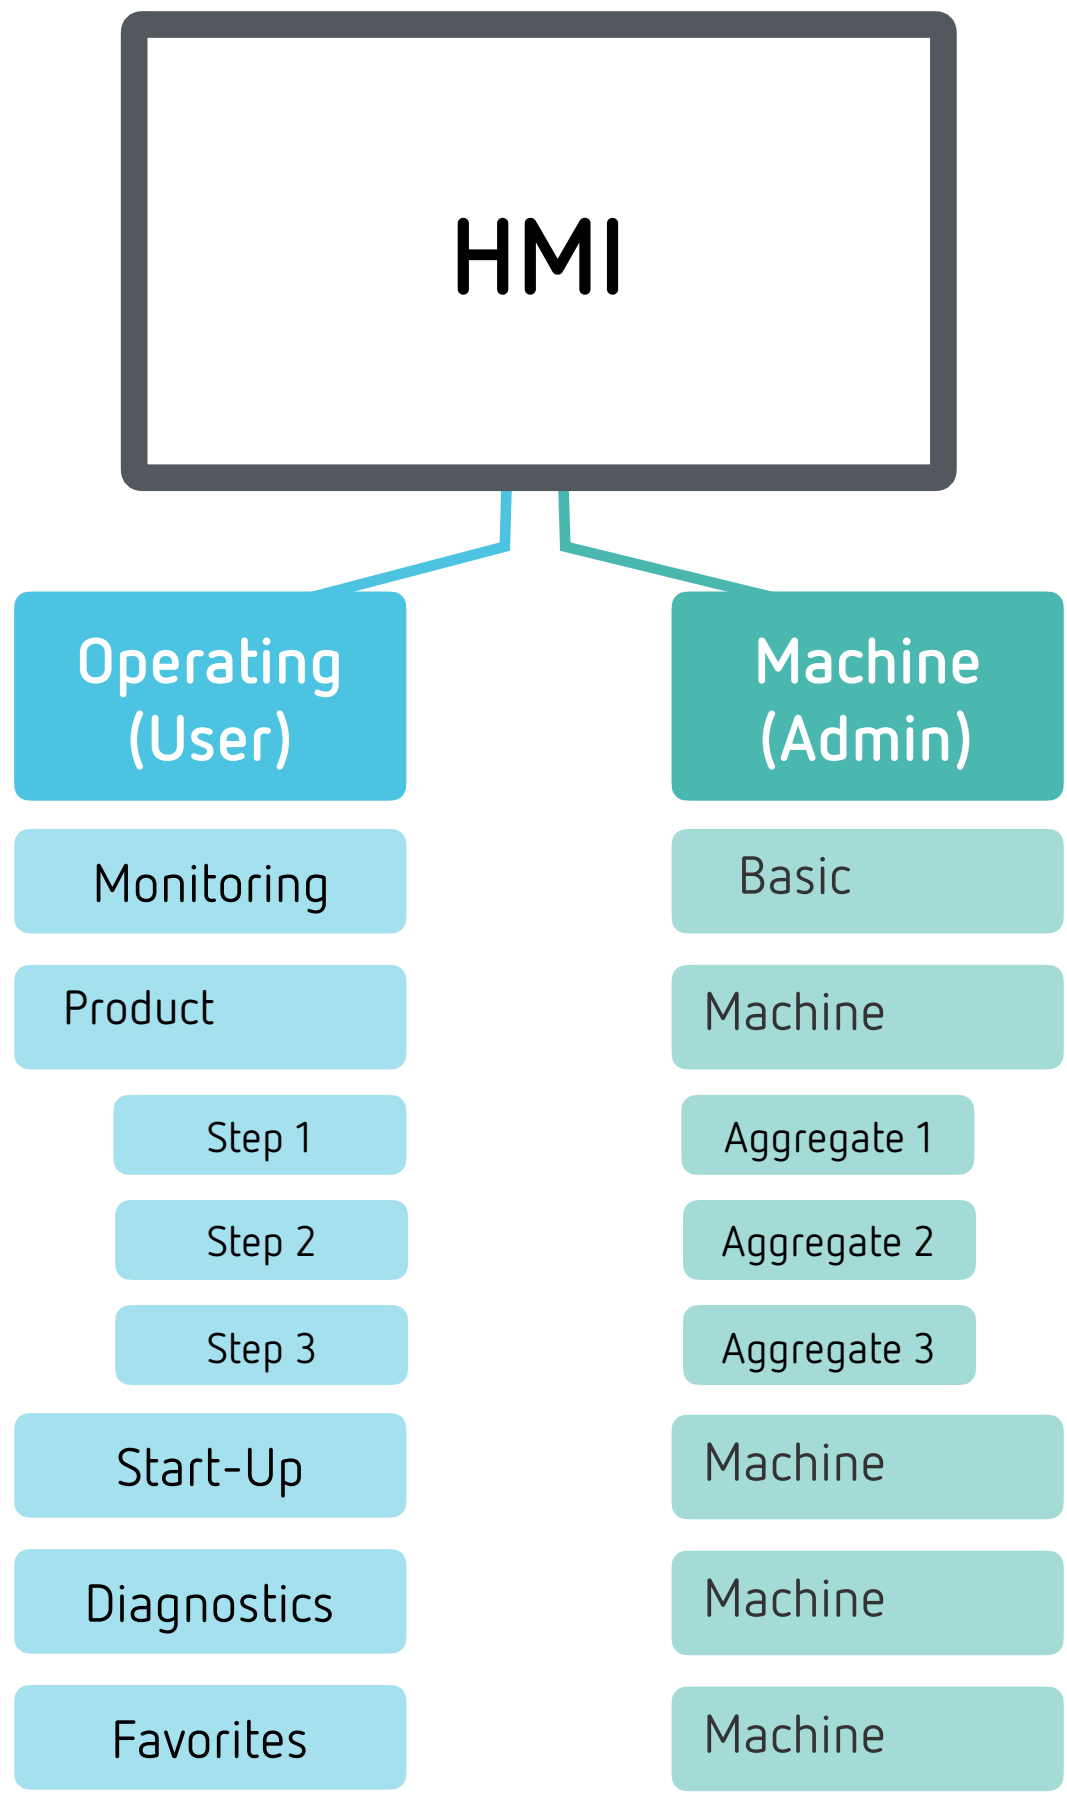 HMI
Operating
(User)
Monitoring
Product
Step 1
Step 2
Step 3
Start-Up
Diagnostics
Favorites
Machine
(Admin)
Basic
Machine
Aggregate 1
Aggregate 2
Aggregate 3
Machine
Machine
Machine